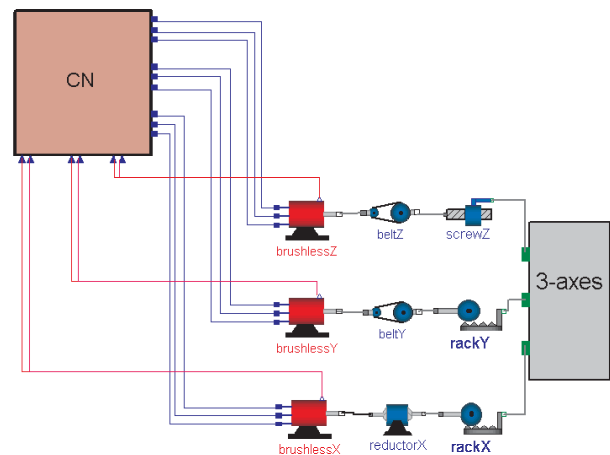 CN
brushlessZ
beltZ
screwZ
3-axes
brushlessY
beltY
rackY
brushlessX
reductorX
rackX